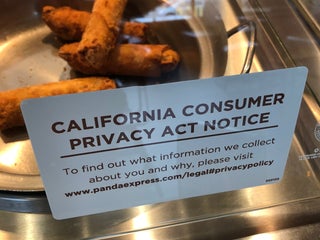 CALIFORNIA CONSUMER
PRIVACY ACT NOTICE
To find out what information we collect
about you and why, please visit
www.pandaexpress.com/legal#privacypolicy